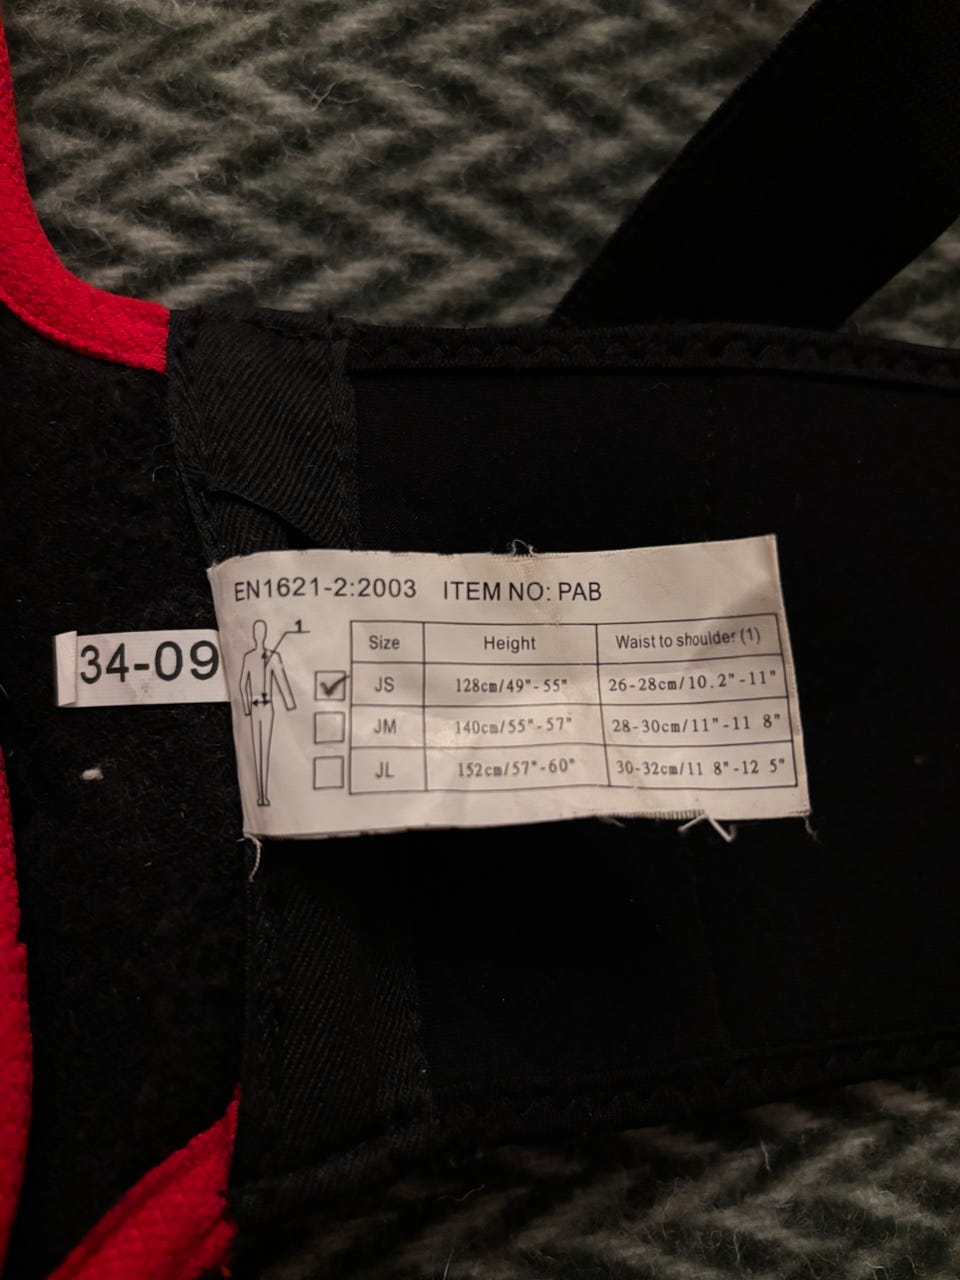 EN1621-2:2003 ITEM NO: PAB
34-09
1
Size Height Waist to shoulder (1)
JS 128cm/49"-55" 26-28cm/10.2"-11"
JM 140cm/55"-57" 28-30cm/11"-11 8"
JL 152cm/57"-60" 30-32cm/11 8"-12 5"